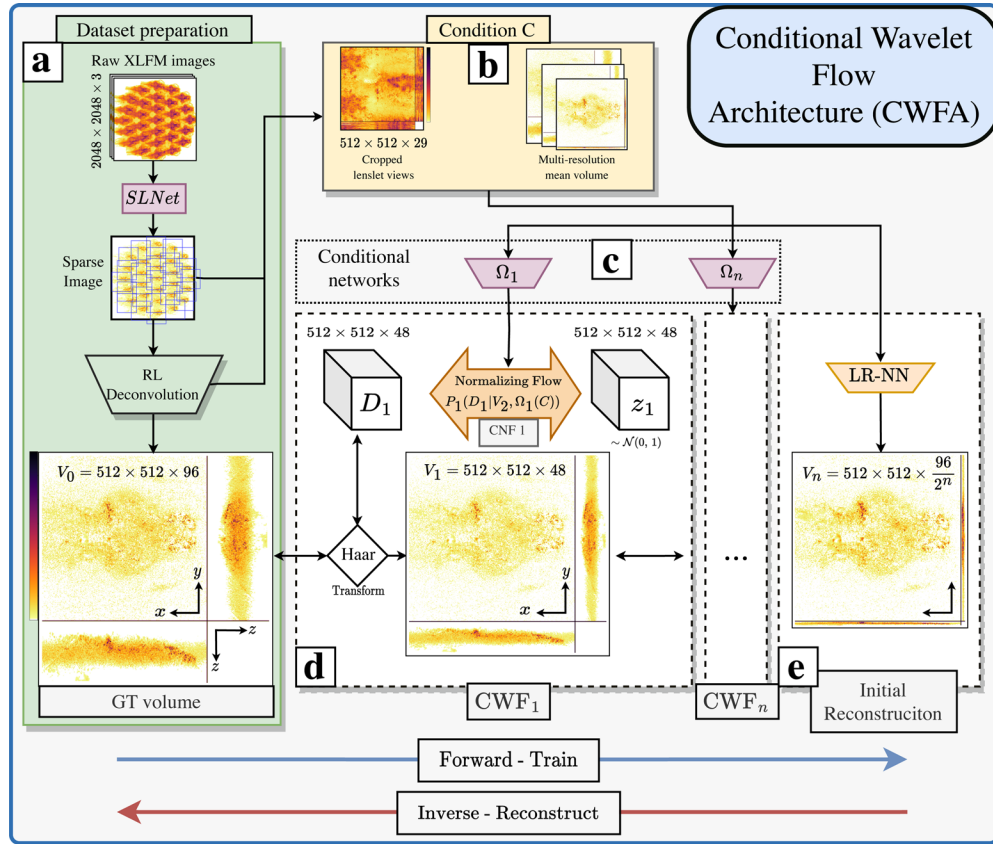 Conditional Wavelet
Flow
Architecture (CWFA)
Dataset preparation
a
Raw XLFM images
2048 × 2048 × 3
SLNet
Sparse
Image
RL
Deconvolution
V₀ = 512 × 512 × 96
y
x
z
z
GT volume
Condition C
b
512 × 512 × 29
Cropped
lenslet views
Multi-resolution
mean volume
Conditional
networks
c
Ω₁
Ωₙ
512 × 512 × 48
D₁
Normalizing Flow
P₁(D₁|V₂, Ω₁(C))
CNF 1
512 × 512 × 48
z₁
∼ 𝒩(0, 1)
Haar
Transform
V₁ = 512 × 512 × 48
y
x
d
CWF₁
...
CWFₙ
LR-NN
Vₙ = 512 × 512 × 96/2ⁿ
y
x
e
Initial
Reconstruciton
Forward - Train
Inverse - Reconstruct